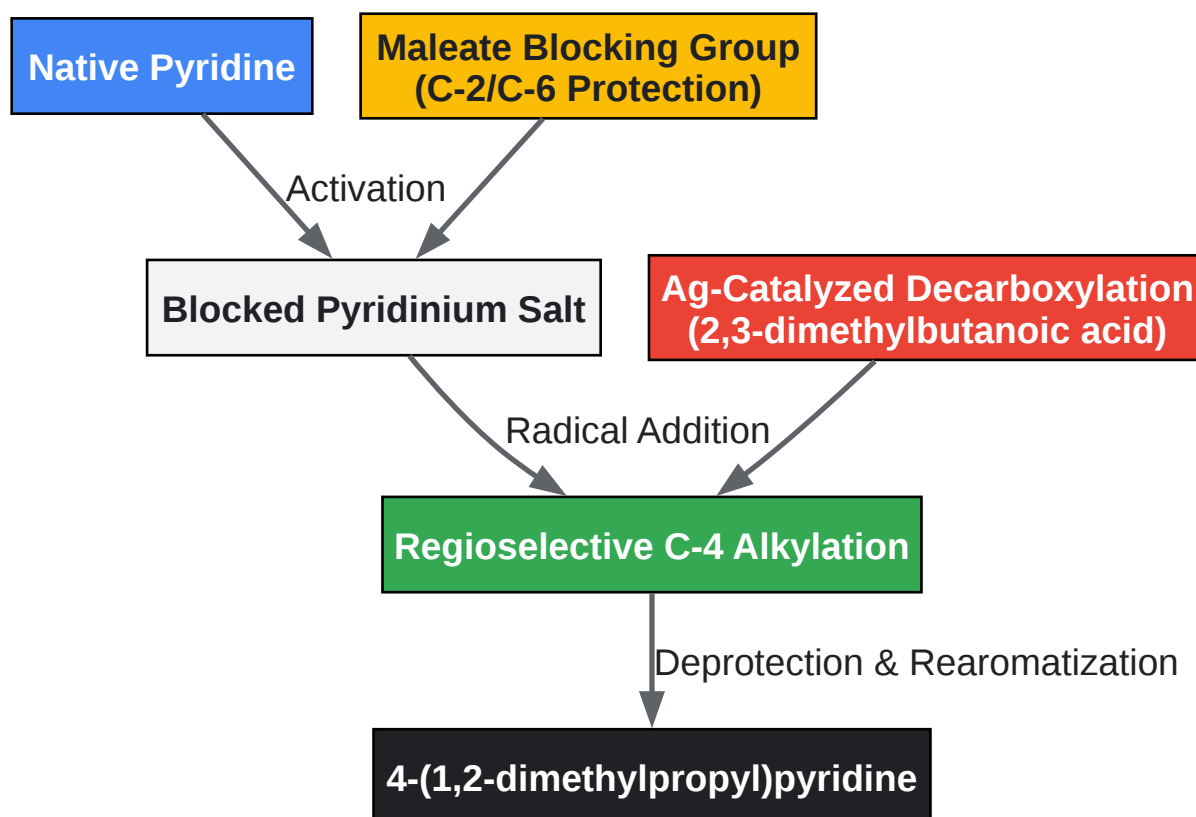 Native Pyridine
Maleate Blocking Group
(C-2/C-6 Protection)
Activation
Blocked Pyridinium Salt
Ag-Catalyzed Decarboxylation
(2,3-dimethylbutanoic acid)
Radical Addition
Regioselective C-4 Alkylation
Deprotection & Rearomatization
4-(1,2-dimethylpropyl)pyridine